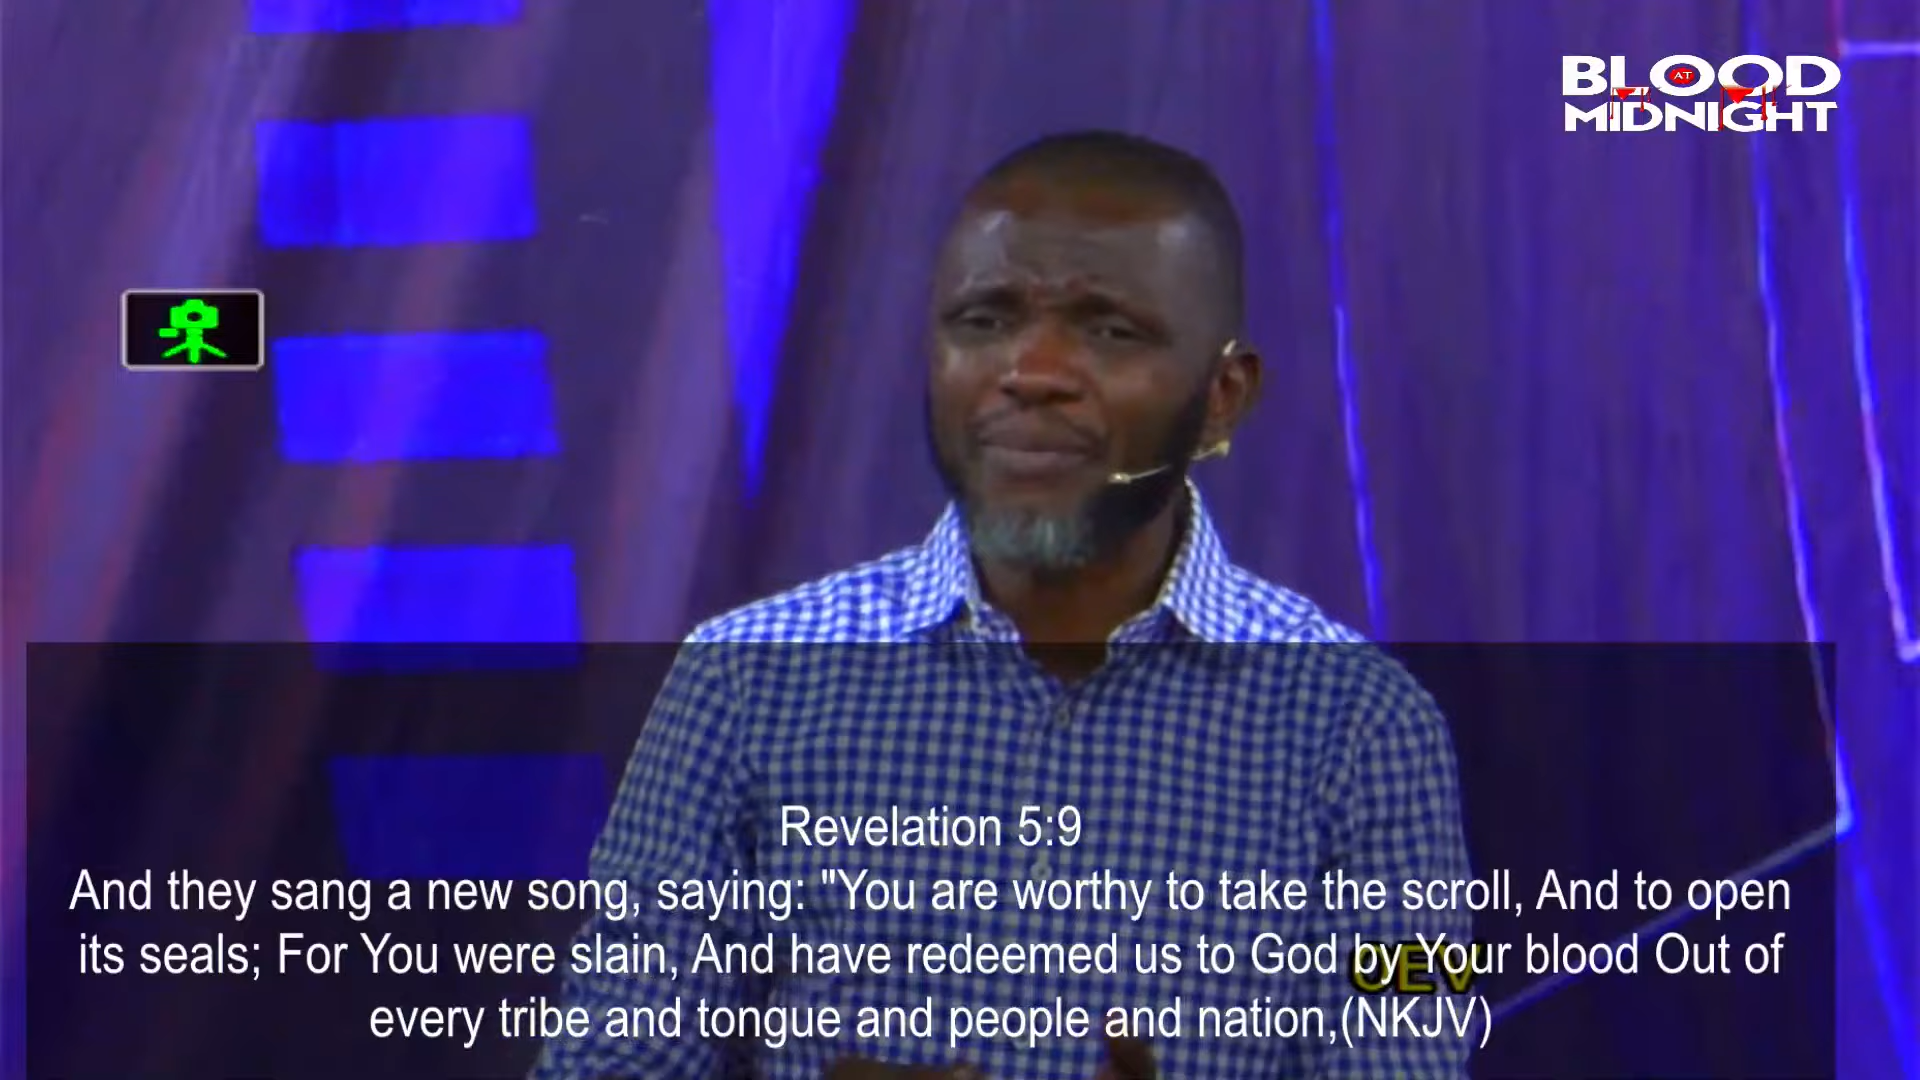 BLOOD
AT
MIDNIGHT
Revelation 5:9
And they sang a new song, saying: "You are worthy to take the scroll, And to open
its seals; For You were slain, And have redeemed us to God by Your blood Out of
every tribe and tongue and people and nation,(NKJV)